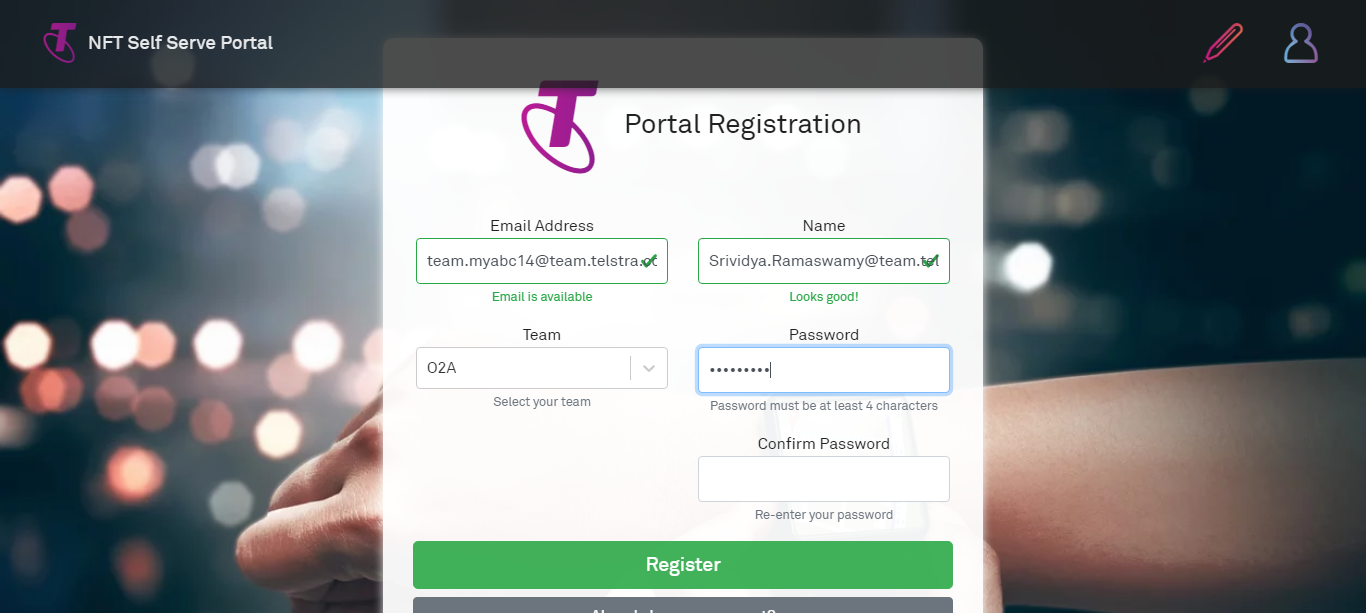 NFT Self Serve Portal
Portal Registration
Email Address
Name
team.myabc14@team.telstra.
Srividya.Ramaswamy@team.tel
Email is available
Looks good!
Team
Password
O2A
•••••••••
Select your team
Password must be at least 4 characters
Confirm Password
Re-enter your password
Register